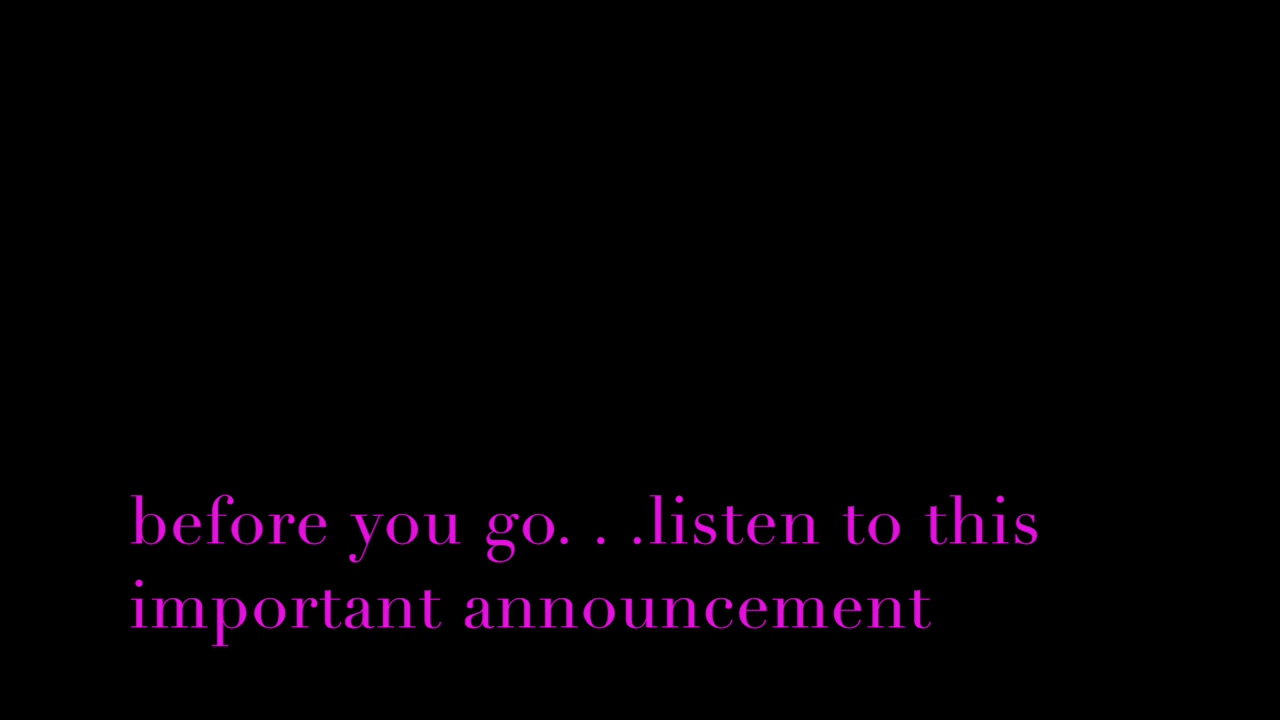 before you go. . .listen to this
important announcement